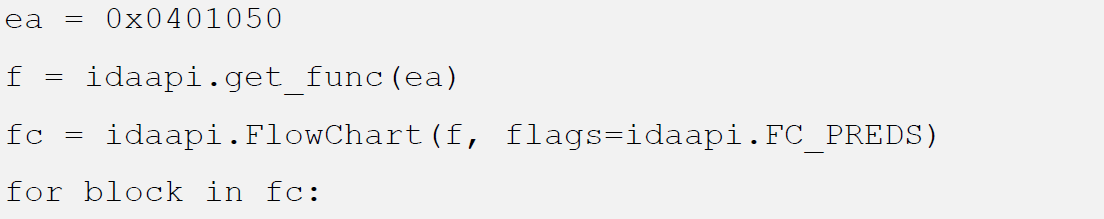 ea = 0x0401050
f = idaapi.get_func(ea)
fc = idaapi.FlowChart(f, flags=idaapi.FC_PREDS)
for block in fc: